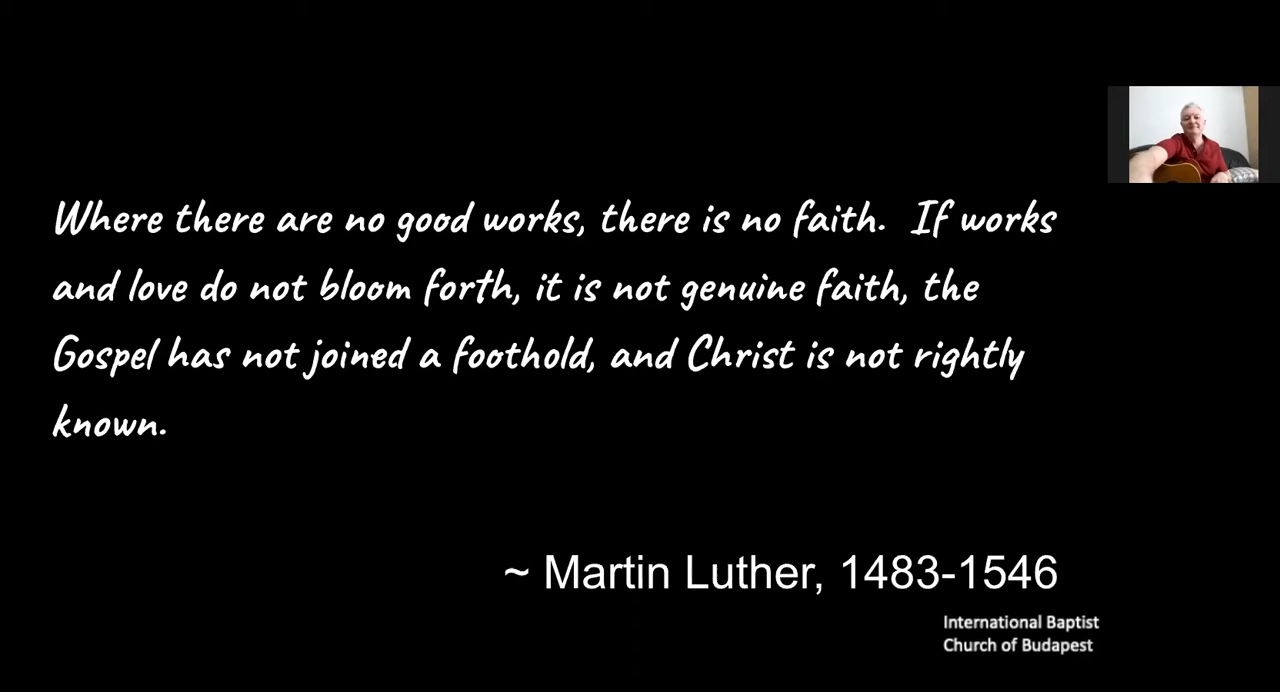 Where there are no good works, there is no faith.  If works
and love do not bloom forth, it is not genuine faith, the
Gospel has not joined a foothold, and Christ is not rightly
known.
~ Martin Luther, 1483-1546
International Baptist
Church of Budapest